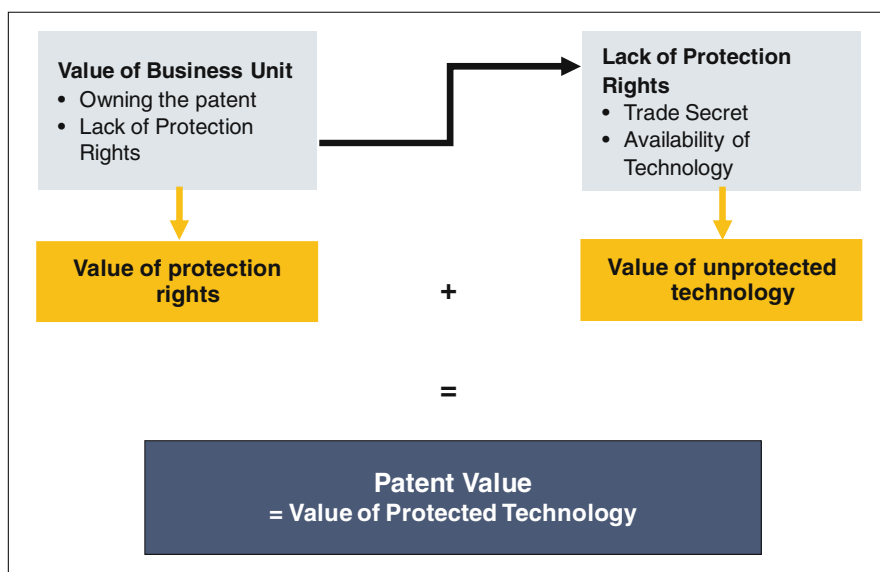 Value of Business Unit
• Owning the patent
• Lack of Protection
Rights
Lack of Protection
Rights
• Trade Secret
• Availability of
Technology
Value of protection
rights
+
Value of unprotected
technology
=
Patent Value
= Value of Protected Technology